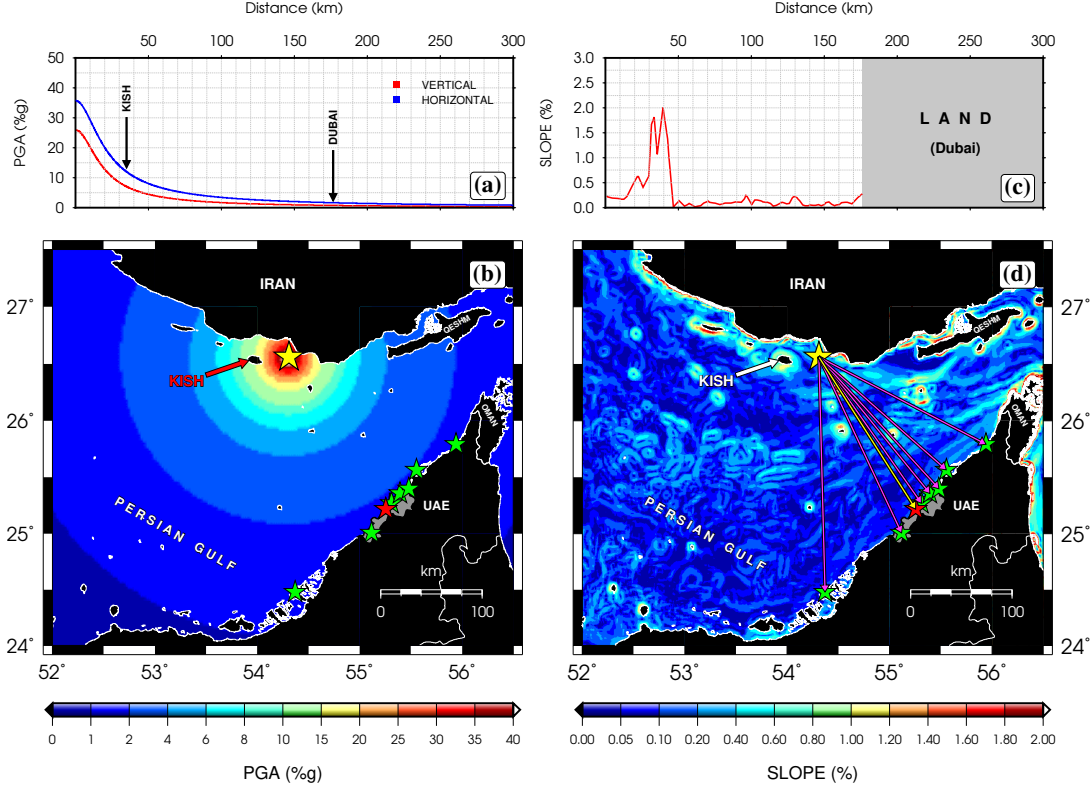 Distance (km)
50 100 150 200 250 300
50
40
30
20
10
0
PGA (%g)
KISH
DUBAI
VERTICAL
HORIZONTAL
(a)
Distance (km)
50 100 150 200 250 300
3.0
2.5
2.0
1.5
1.0
0.5
0.0
SLOPE (%)
L A N D
(Dubai)
(c)
(b)
IRAN
QESHM
KISH
OMAN
UAE
PERSIAN GULF
km
0 100
27°
26°
25°
24°
52° 53° 54° 55° 56°
0 1 2 4 6 8 10 15 20 25 30 35 40
PGA (%g)
(d)
IRAN
QESHM
KISH
OMAN
UAE
PERSIAN GULF
km
0 100
27°
26°
25°
24°
52° 53° 54° 55° 56°
0.00 0.05 0.10 0.20 0.40 0.60 0.80 1.00 1.20 1.40 1.60 1.80 2.00
SLOPE (%)